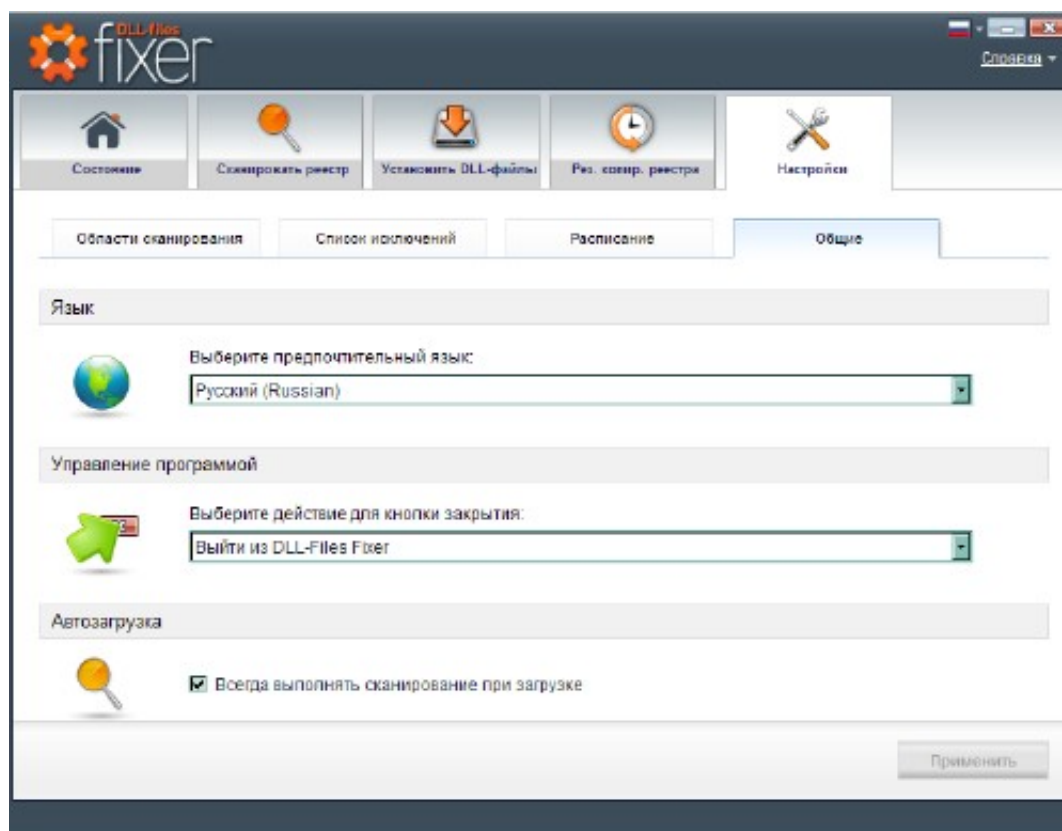 DLL-files
fixer
Справка
Состояние
Сканировать реестр
Установить DLL-файлы
Рез. копир. реестра
Настройки
Области сканирования
Список исключений
Расписание
Общие
Язык
Выберите предпочтительный язык:
Русский (Russian)
Управление программой
Выберите действие для кнопки закрытия:
Выйти из DLL-Files Fixer
Автозагрузка
Всегда выполнять сканирование при загрузке
Применить